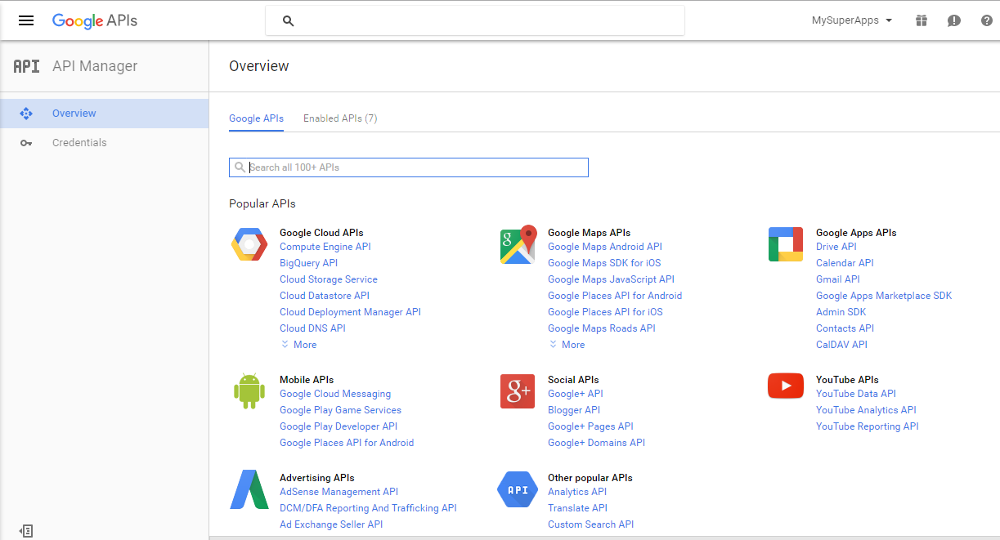 Google APIs
MySuperApps
API API Manager
Overview
Overview
Credentials
Google APIs Enabled APIs (7)
Search all 100+ APIs
Popular APIs
Google Cloud APIs
Compute Engine API
BigQuery API
Cloud Storage Service
Cloud Datastore API
Cloud Deployment Manager API
Cloud DNS API
More
g
Google Maps APIs
Google Maps Android API
Google Maps SDK for iOS
Google Maps JavaScript API
Google Places API for Android
Google Places API for iOS
Google Maps Roads API
More
Google Apps APIs
Drive API
Calendar API
Gmail API
Google Apps Marketplace SDK
Admin SDK
Contacts API
CalDAV API
Mobile APIs
Google Cloud Messaging
Google Play Game Services
Google Play Developer API
Google Places API for Android
g+
Social APIs
Google+ API
Blogger API
Google+ Pages API
Google+ Domains API
YouTube APIs
YouTube Data API
YouTube Analytics API
YouTube Reporting API
Advertising APIs
AdSense Management API
DCM/DFA Reporting And Trafficking API
Ad Exchange Seller API
API
Other popular APIs
Analytics API
Translate API
Custom Search API